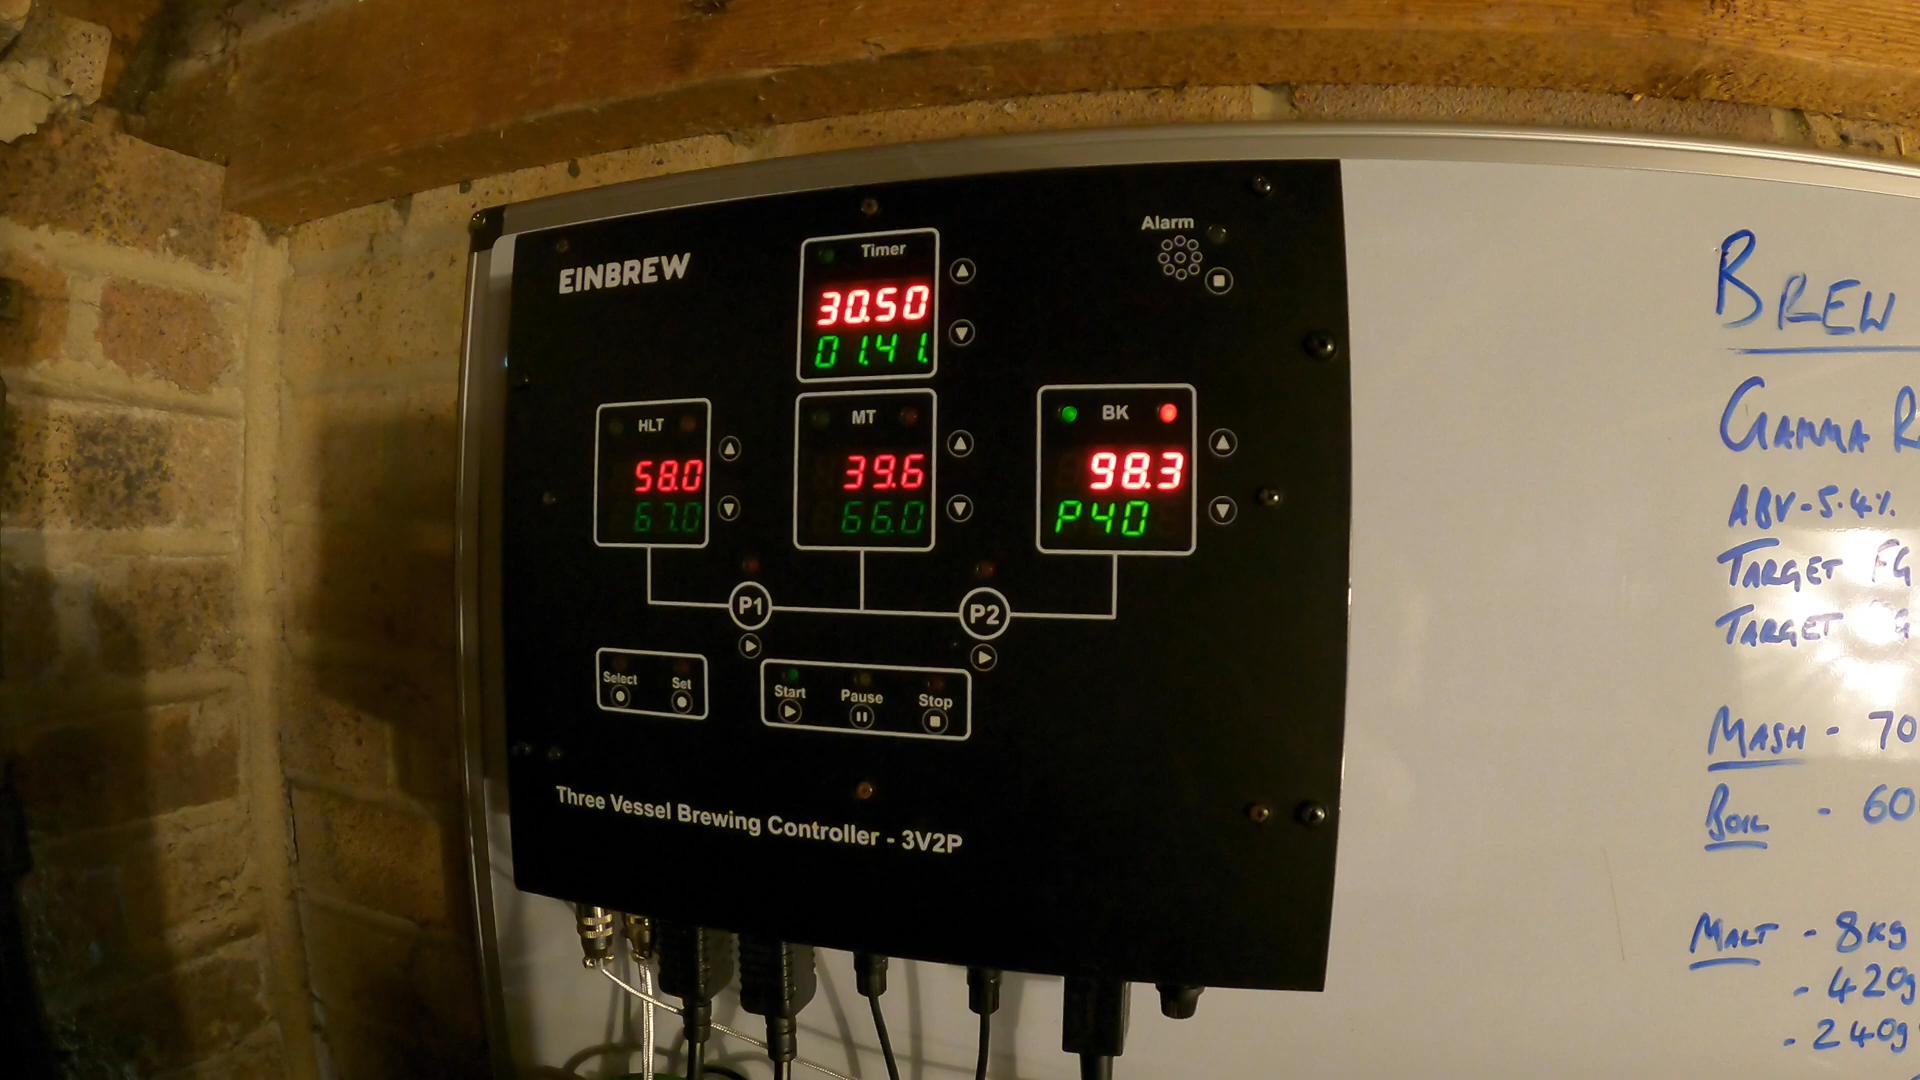 EINBREW
Timer
30.50
01.41.
Alarm
HLT
58.0
67.0
MT
39.6
66.0
BK
98.3
P40
P1
P2
Select
Set
Start
Pause
Stop
Three Vessel Brewing Controller - 3V2P
BREW
GAMMA
ABV-5.4%
TARGET FG
TARGET
MASH - 70
BOIL - 60
MALT - 8kg
- 420g
- 240g